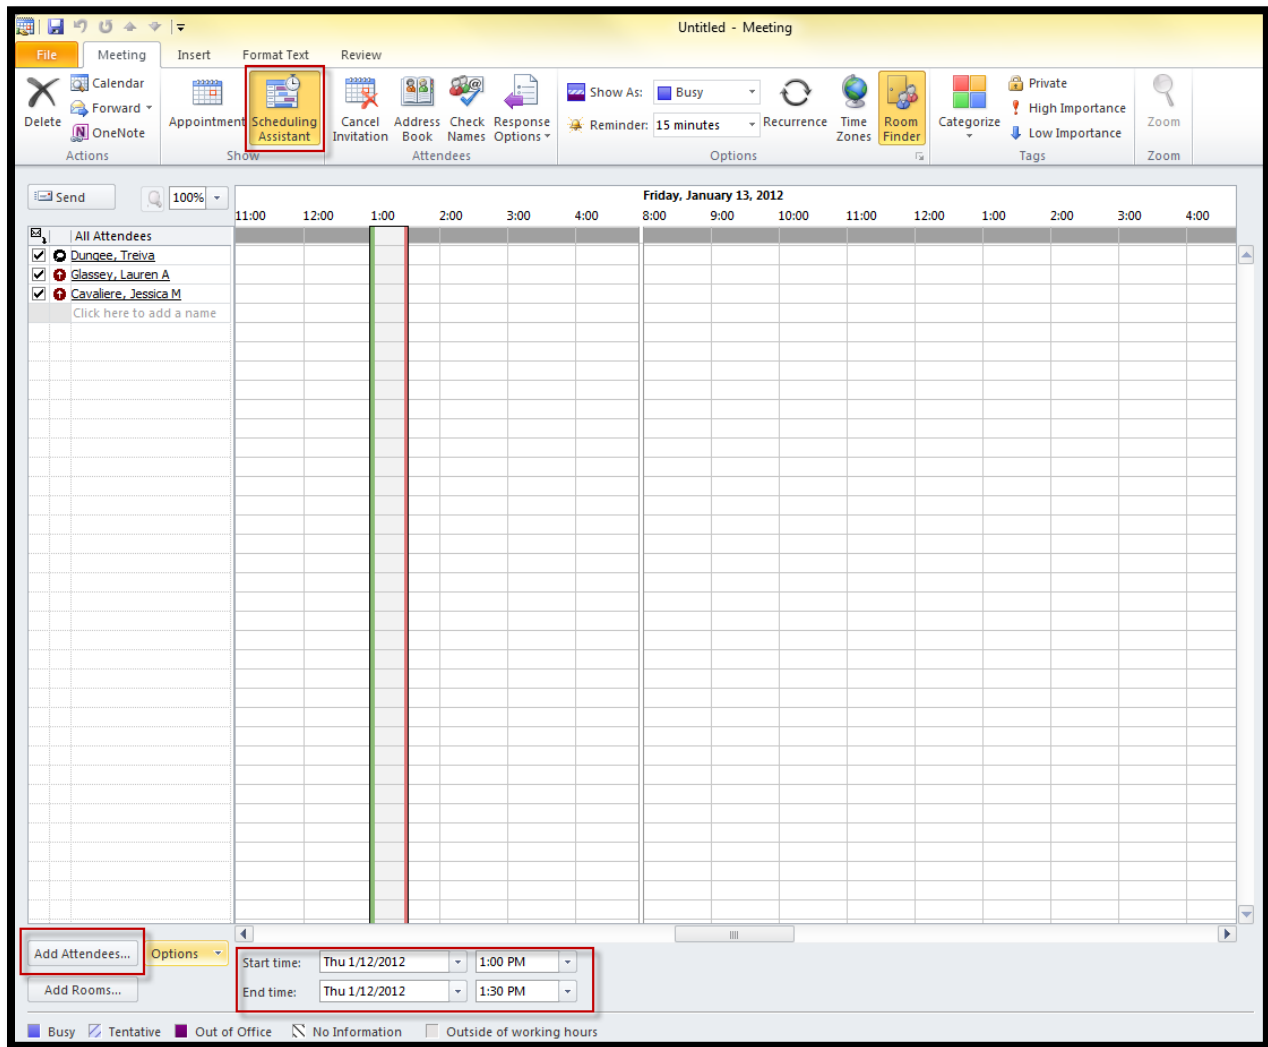 Untitled - Meeting
File Meeting Insert Format Text Review
Delete
Calendar
Forward
OneNote
Actions
Appointment
Scheduling Assistant
Show
Cancel Invitation
Address Book
Check Names
Response Options
Attendees
Show As: Busy
Reminder: 15 minutes
Recurrence
Time Zones
Room Finder
Options
Categorize
Private
High Importance
Low Importance
Tags
Zoom
Zoom
Send 100%
Friday, January 13, 2012
11:00 12:00 1:00 2:00 3:00 4:00 8:00 9:00 10:00 11:00 12:00 1:00 2:00 3:00 4:00
All Attendees
Dungee, Treiva
Glassey, Lauren A
Cavaliere, Jessica M
Click here to add a name
Add Attendees... Options
Add Rooms...
Start time: Thu 1/12/2012 1:00 PM
End time: Thu 1/12/2012 1:30 PM
Busy Tentative Out of Office No Information Outside of working hours